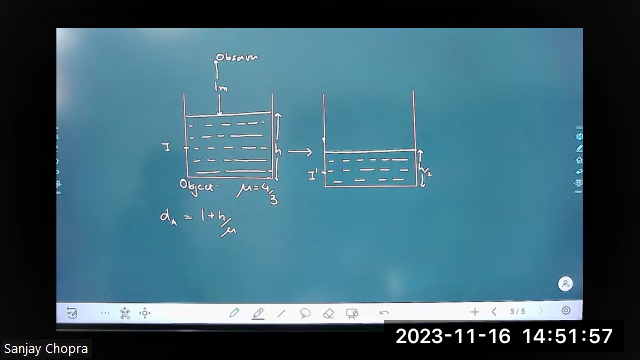 Observer
1m
I
h
Object
μ=4/3
I'
h/2
d_A = 1+h/μ
5/5
2023-11-16 14:51:57
Sanjay Chopra